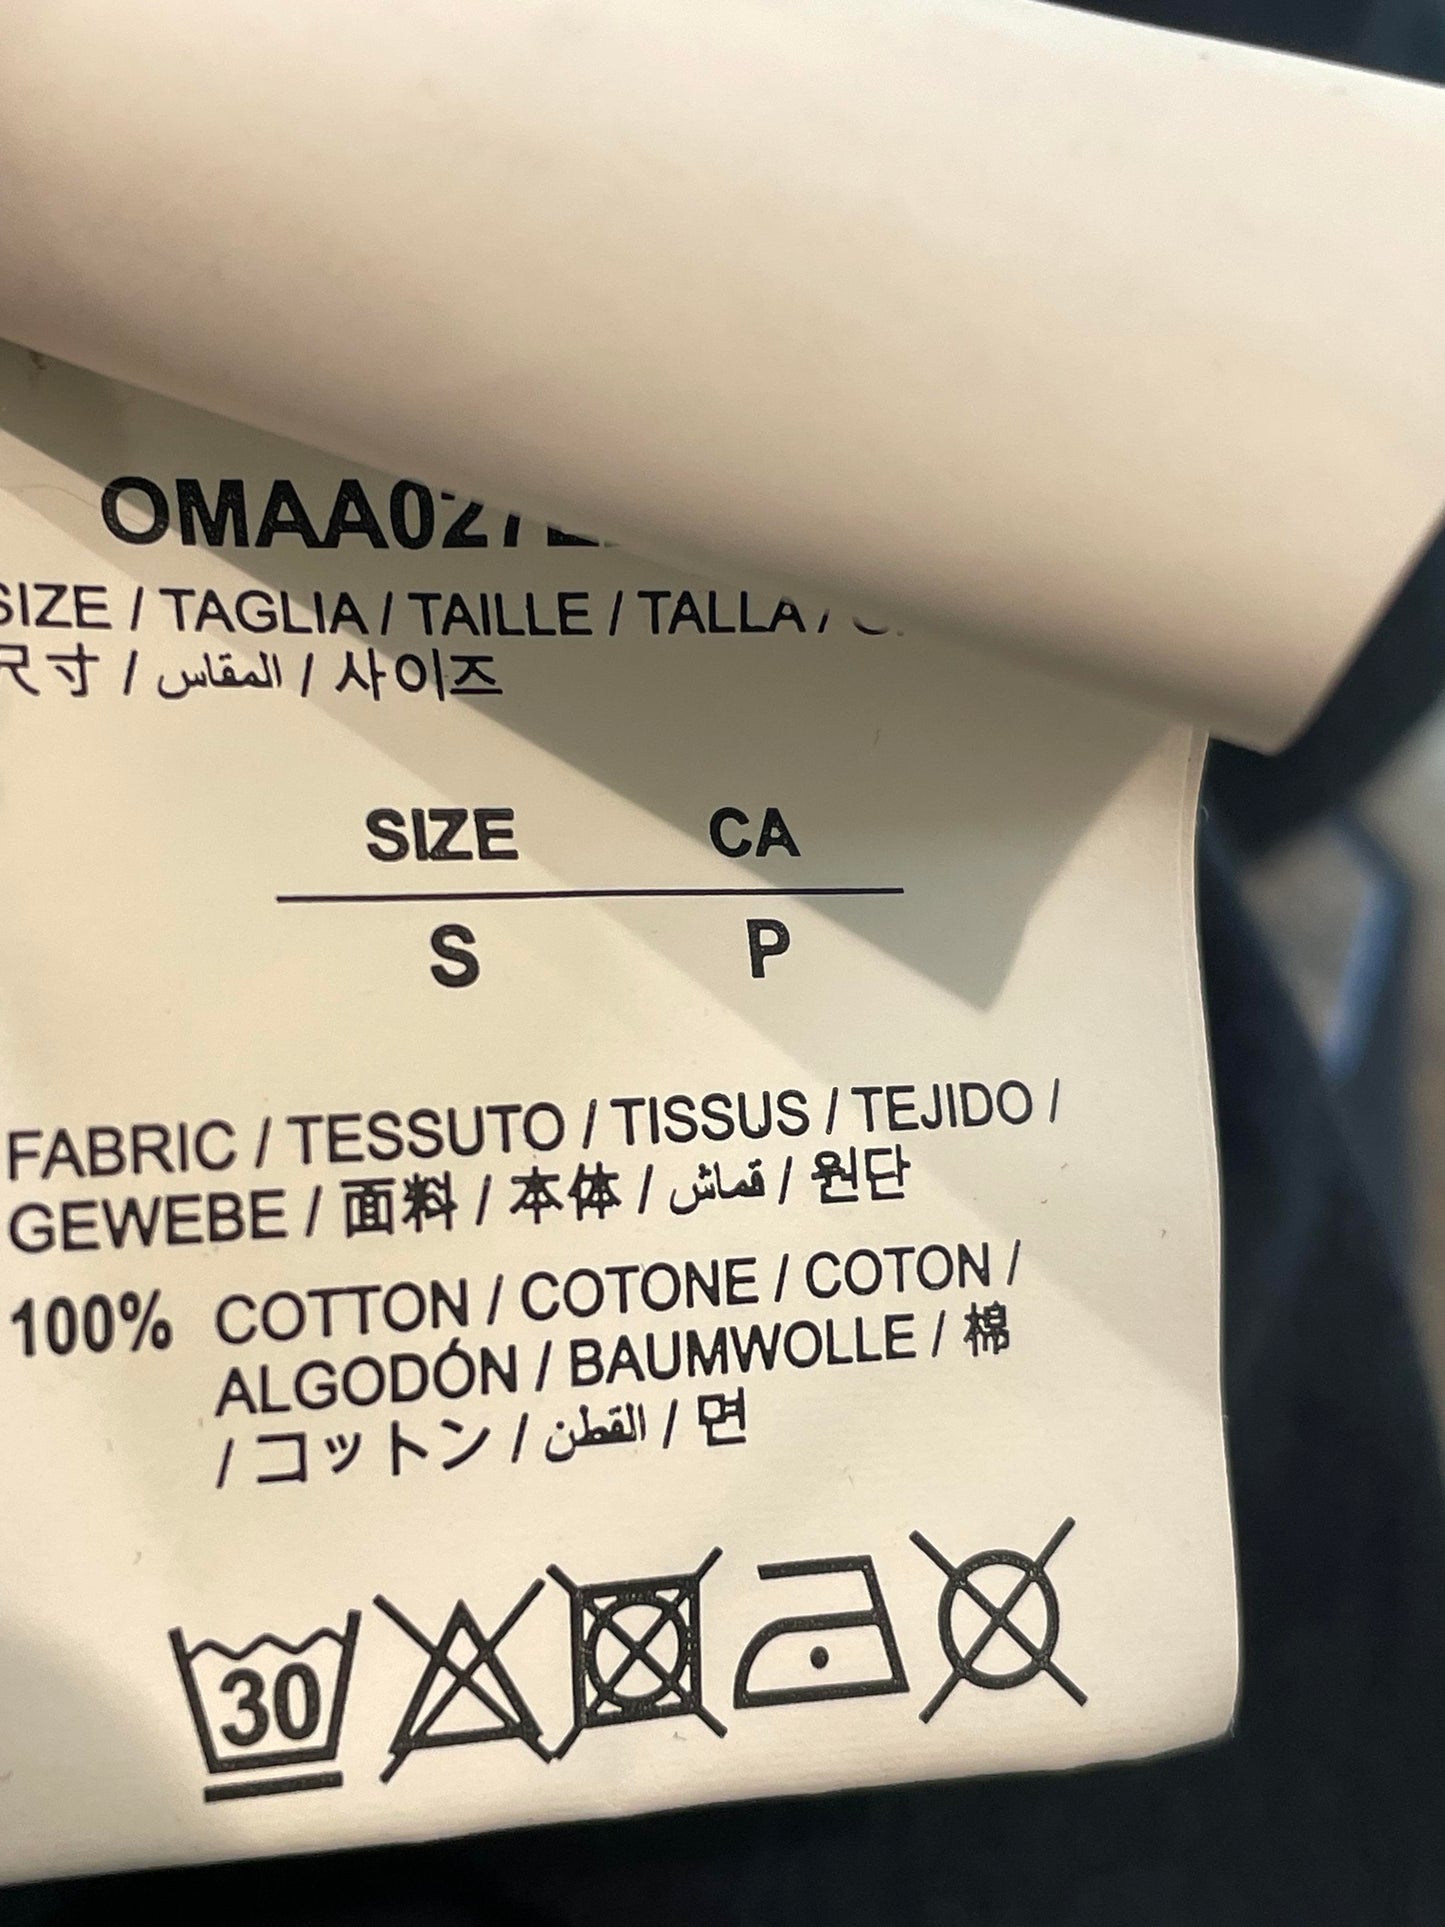 OMAA027
SIZE / TAGLIA / TAILLE / TALLA /
尺寸 / المقاس / 사이즈
SIZE CA
S P
FABRIC / TESSUTO / TISSUS / TEJIDO /
GEWEBE / 面料 / 本体 / قماش / 원단
100% COTTON / COTONE / COTON /
ALGODÓN / BAUMWOLLE / 棉
/ コットン / القطن / 면
30